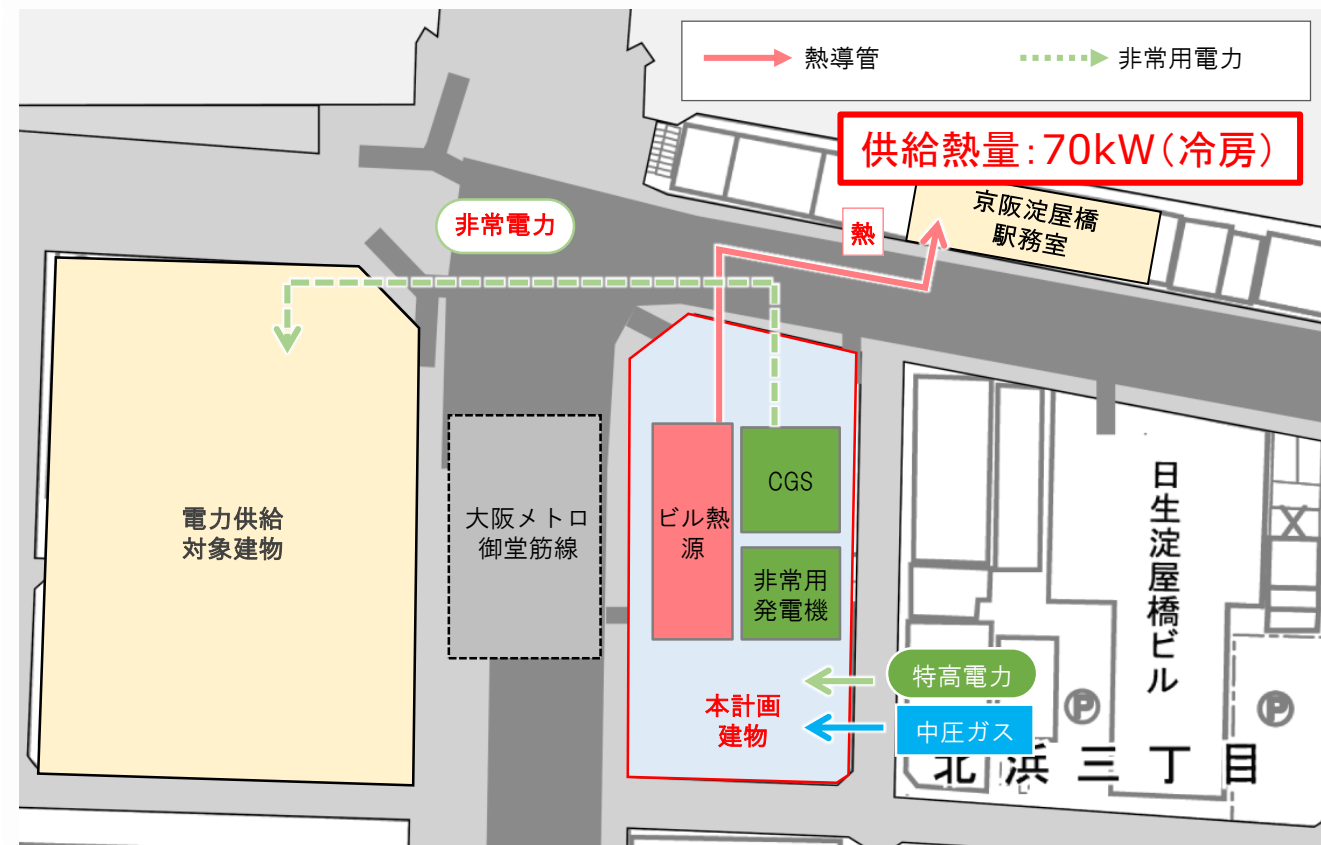 熱導管
非常用電力
供給熱量:70kW(冷房)
京阪淀屋橋
駅務室
非常電力
熱
電力供給
対象建物
大阪メトロ
御堂筋線
ビル熱
源
CGS
非常用
発電機
日生淀屋橋ビル
特高電力
中圧ガス
本計画
建物
P
P
北浜三丁目